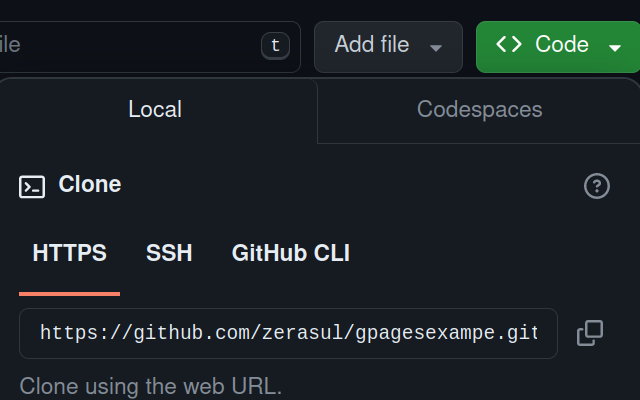 ile t Add file Code
Local Codespaces
Clone
HTTPS SSH GitHub CLI
https://github.com/zerasul/gpagesexampe.git
Clone using the web URL.